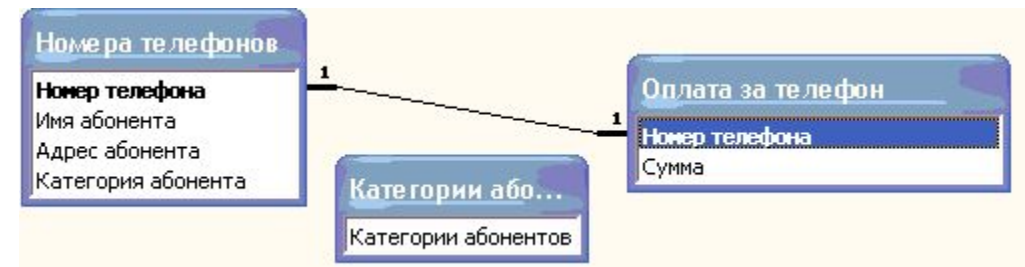 Номера телефонов
Номер телефона
Имя абонента
Адрес абонента
Категория абонента
1
1
Оплата за телефон
Номер телефона
Сумма
Категории або...
Категории абонентов